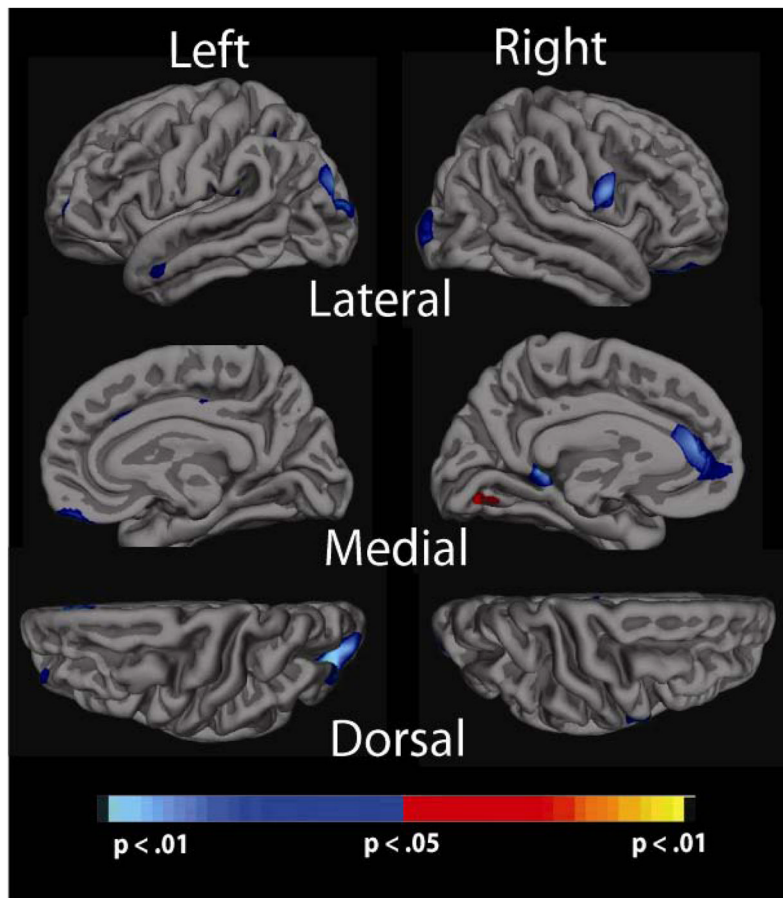 Left Right
Lateral
Medial
Dorsal
p < .01 p < .05 p < .01